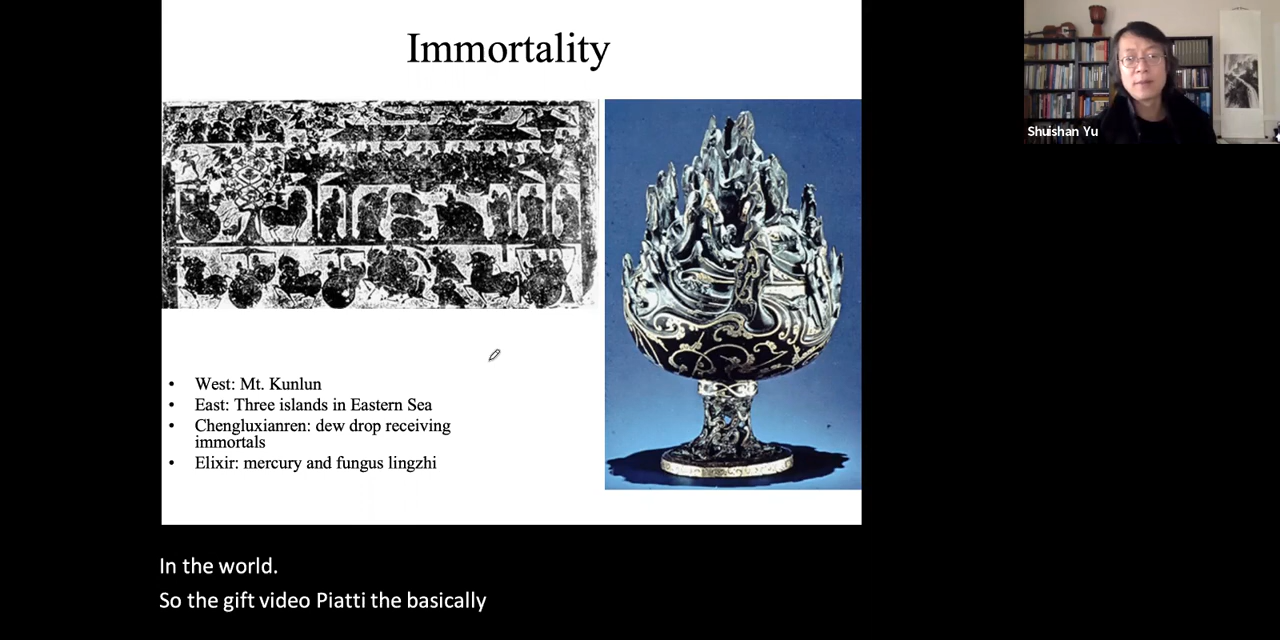 Immortality
Shuishan Yu
• West: Mt. Kunlun
• East: Three islands in Eastern Sea
• Chengluxianren: dew drop receiving
immortals
• Elixir: mercury and fungus lingzhi
In the world.
So the gift video Piatti the basically